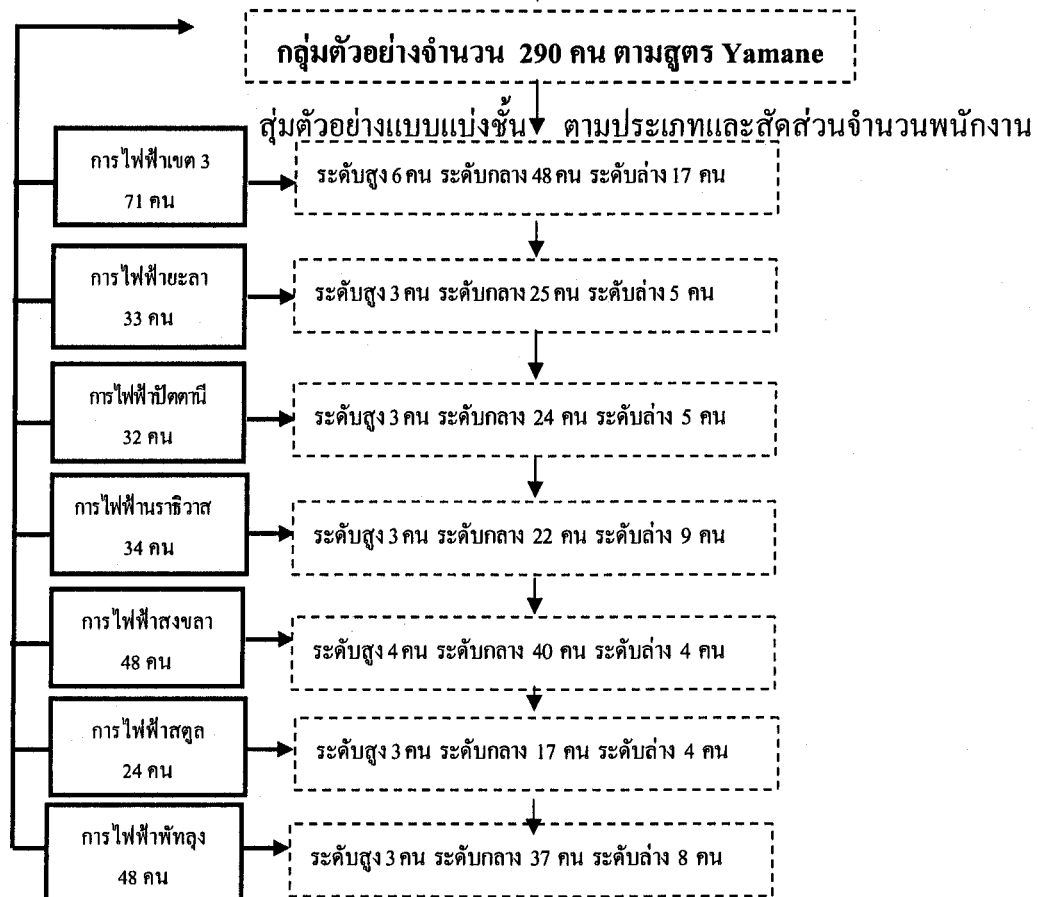 กลุ่มตัวอย่างจำนวน 290 คน ตามสูตร Yamane
สุ่มตัวอย่างแบบแบ่งชั้น ตามประเภทและสัดส่วนจำนวนพนักงาน
การไฟฟ้าเขต 3
71 คน
ระดับสูง 6 คน ระดับกลาง 48 คน ระดับล่าง 17 คน
การไฟฟ้ายะลา
33 คน
ระดับสูง 3 คน ระดับกลาง 25 คน ระดับล่าง 5 คน
การไฟฟ้าปัตตานี
32 คน
ระดับสูง 3 คน ระดับกลาง 24 คน ระดับล่าง 5 คน
การไฟฟ้านราธิวาส
34 คน
ระดับสูง 3 คน ระดับกลาง 22 คน ระดับล่าง 9 คน
การไฟฟ้าสงขลา
48 คน
ระดับสูง 4 คน ระดับกลาง 40 คน ระดับล่าง 4 คน
การไฟฟ้าสตูล
24 คน
ระดับสูง 3 คน ระดับกลาง 17 คน ระดับล่าง 4 คน
การไฟฟ้าพัทลุง
48 คน
ระดับสูง 3 คน ระดับกลาง 37 คน ระดับล่าง 8 คน